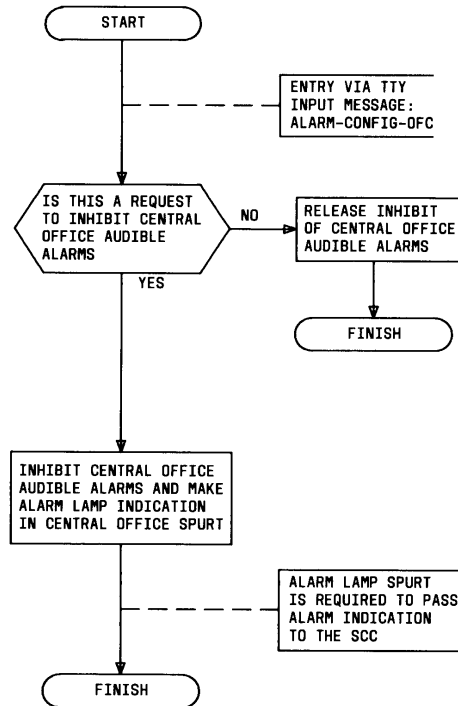 START
ENTRY VIA TTY
INPUT MESSAGE:
ALARM-CONFIG-OFC
IS THIS A REQUEST
TO INHIBIT CENTRAL
OFFICE AUDIBLE
ALARMS
NO
RELEASE INHIBIT
OF CENTRAL OFFICE
AUDIBLE ALARMS
YES
FINISH
INHIBIT CENTRAL OFFICE
AUDIBLE ALARMS AND MAKE
ALARM LAMP INDICATION
IN CENTRAL OFFICE SPURT
ALARM LAMP SPURT
IS REQUIRED TO PASS
ALARM INDICATION
TO THE SCC
FINISH